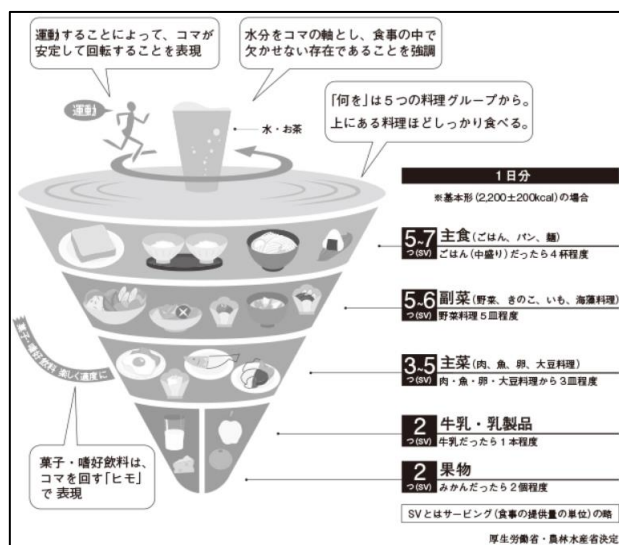 運動することによって、コマが
安定して回転することを表現
水分をコマの軸とし、食事の中で
欠かせない存在であることを強調
運動
水・お茶
「何を」は5つの料理グループから。
上にある料理ほどしっかり食べる。
1日分
※基本形(2,200±200kcal)の場合
5~7
つ(SV)
主食(ごはん、パン、麺)
ごはん(中盛り)だったら4杯程度
5~6
つ(SV)
副菜(野菜、きのこ、いも、海藻料理)
野菜料理5皿程度
3~5
つ(SV)
主菜(肉、魚、卵、大豆料理)
肉・魚・卵・大豆料理から3皿程度
菓子・嗜好飲料 楽しく適度に
2
つ(SV)
牛乳・乳製品
牛乳だったら1本程度
菓子・嗜好飲料は、
コマを回す「ヒモ」
で 表現
2
つ(SV)
果物
みかんだったら2個程度
SVとはサービング(食事の提供量の単位)の略
厚生労働省・農林水産省決定